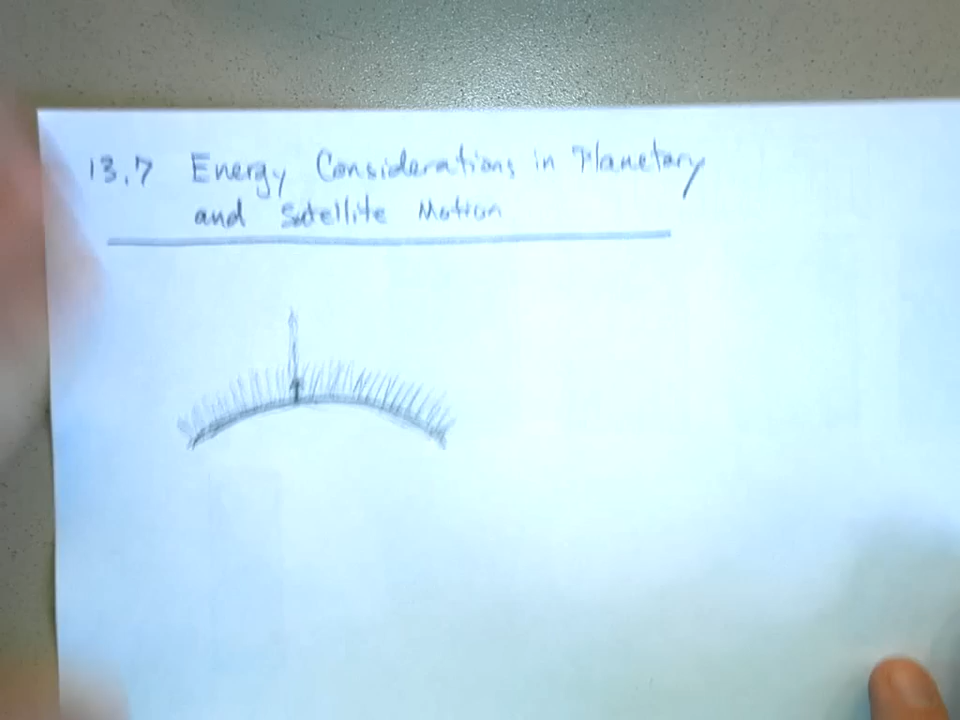 13.7 Energy Considerations in Planetary
and Satellite Motion